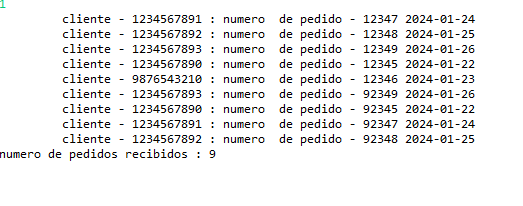 1
cliente - 1234567891 : numero  de pedido - 12347 2024-01-24
cliente - 1234567892 : numero  de pedido - 12348 2024-01-25
cliente - 1234567893 : numero  de pedido - 12349 2024-01-26
cliente - 1234567890 : numero  de pedido - 12345 2024-01-22
cliente - 9876543210 : numero  de pedido - 12346 2024-01-23
cliente - 1234567893 : numero  de pedido - 92349 2024-01-26
cliente - 1234567890 : numero  de pedido - 92345 2024-01-22
cliente - 1234567891 : numero  de pedido - 92347 2024-01-24
cliente - 1234567892 : numero  de pedido - 92348 2024-01-25
numero de pedidos recibidos : 9